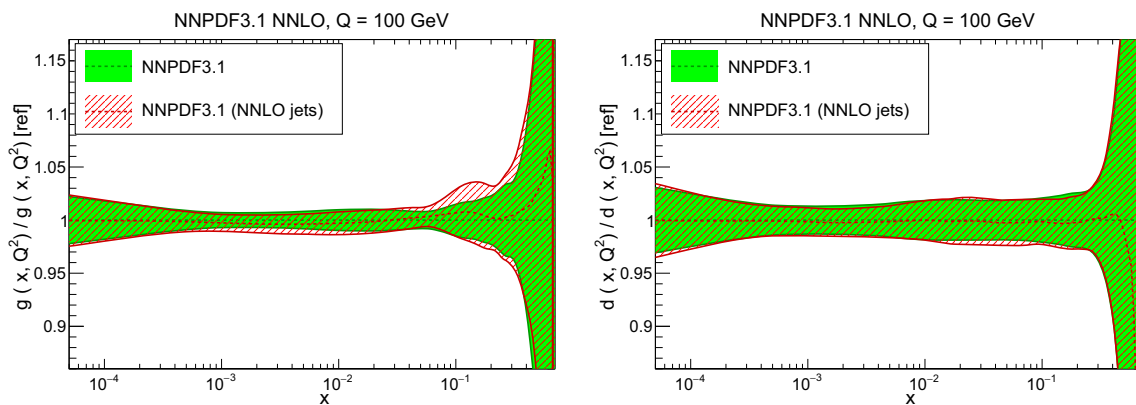 NNPDF3.1 NNLO, Q = 100 GeV
NNPDF3.1
NNPDF3.1 (NNLO jets)
g ( x, Q²) / g ( x, Q²) [ref]
1.15
1.1
1.05
1
0.95
0.9
10⁻⁴
10⁻³
10⁻²
10⁻¹
x
NNPDF3.1 NNLO, Q = 100 GeV
NNPDF3.1
NNPDF3.1 (NNLO jets)
d ( x, Q²) / d ( x, Q²) [ref]
1.15
1.1
1.05
1
0.95
0.9
10⁻⁴
10⁻³
10⁻²
10⁻¹
x